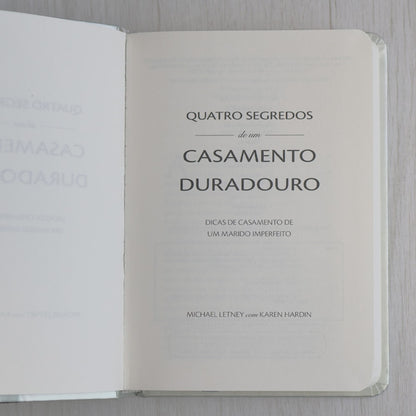 QUATRO SEGREDOS
de um
CASAMENTO
DURADOURO
DICAS DE CASAMENTO DE
UM MARIDO IMPERFEITO
MICHAEL LETNEY com KAREN HARDIN